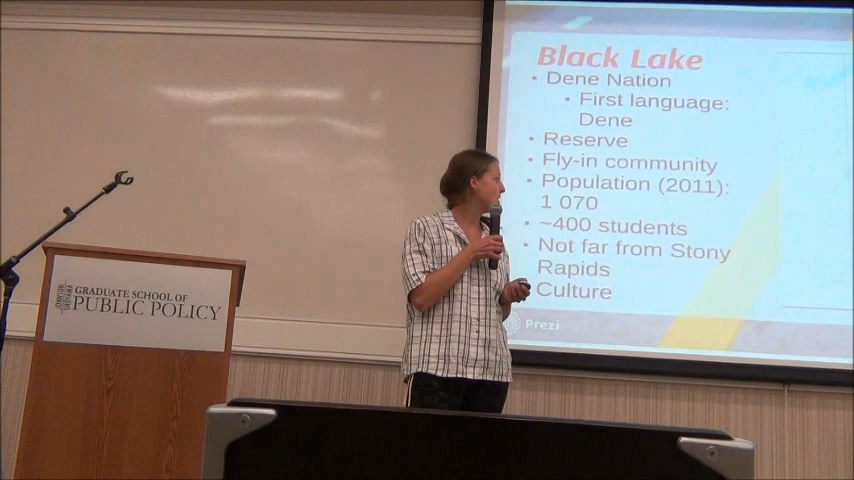 Black Lake
• Dene Nation
• First language:
Dene
• Reserve
• Fly-in community
• Population (2011):
1 070
• ~400 students
• Not far from Stony
Rapids
• Culture
Prezi
GRADUATE SCHOOL OF
PUBLIC POLICY